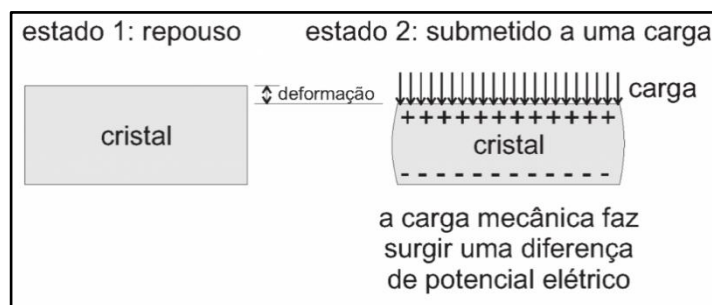 estado 1: repouso
estado 2: submetido a uma carga
deformação
carga
+ + + + + + + + + + + + + +
cristal
cristal
- - - - - - - - - - - -
a carga mecânica faz
surgir uma diferença
de potencial elétrico